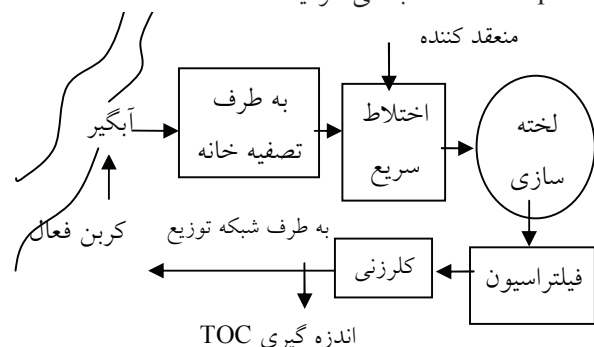 منعقد کننده
آبگیر
به طرف
تصفیه خانه
اختلاط
سریع
لخته
سازی
کربن فعال
به طرف شبکه توزیع
کلرزنی
فیلتراسیون
اندزه گیری TOC